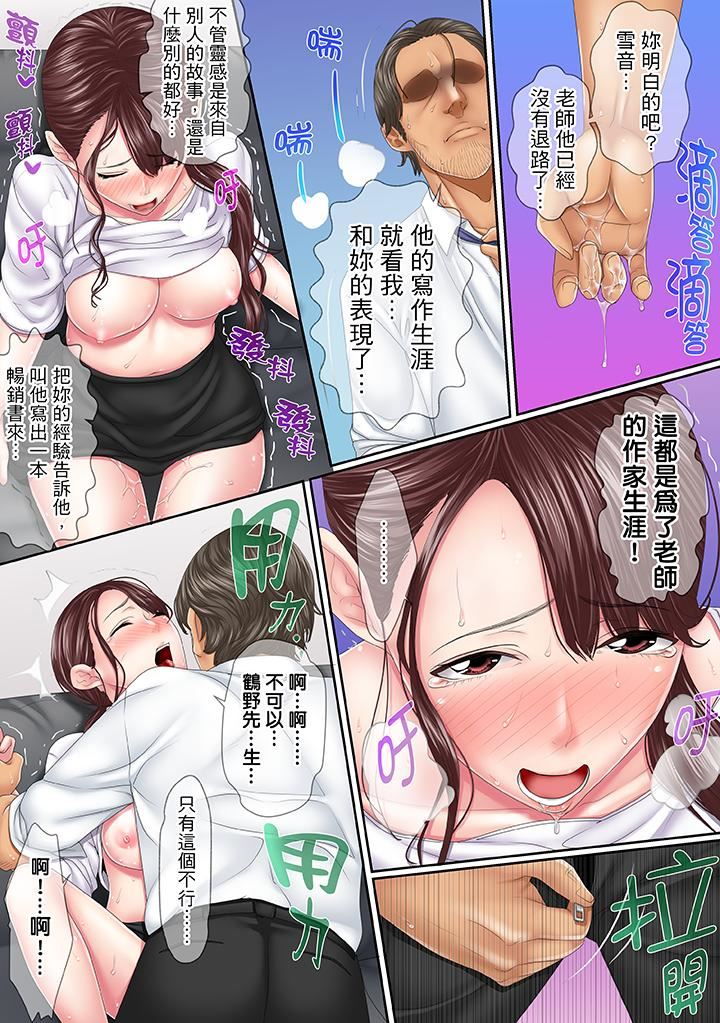 妳明白的吧？
雪音…
老師他已經
沒有退路了…
滴答
滴答
喘
喘
他的寫作生涯
就看我…
和妳的表現了…
不管靈感是來自
別人的故事，還是
什麼別的都好…
顫抖
顫抖
吁
吁
發抖
發抖
把妳的經驗告訴他，
叫他寫出一本
暢銷書來…
這都是為了老師
的作家生涯！
………
吁
吁
用力
啊…啊…
不可以…
鶴野先…生…
只有這個不行……
用力
啊！…啊！…
拉開